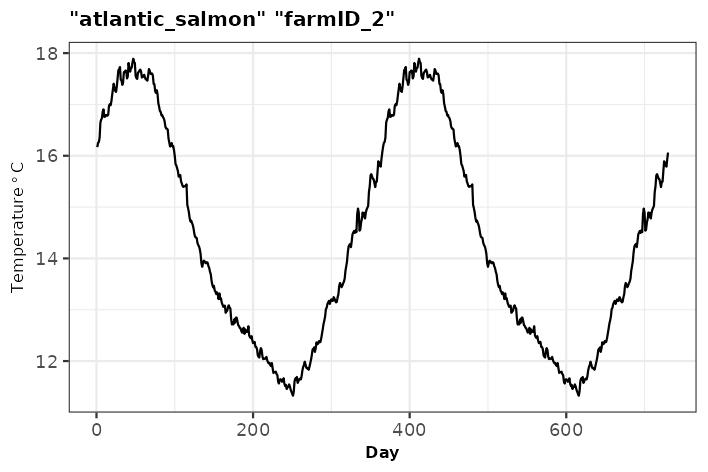 "atlantic_salmon" "farmID_2"
18
16
14
12
Temperature ° C
0 200 400 600
Day